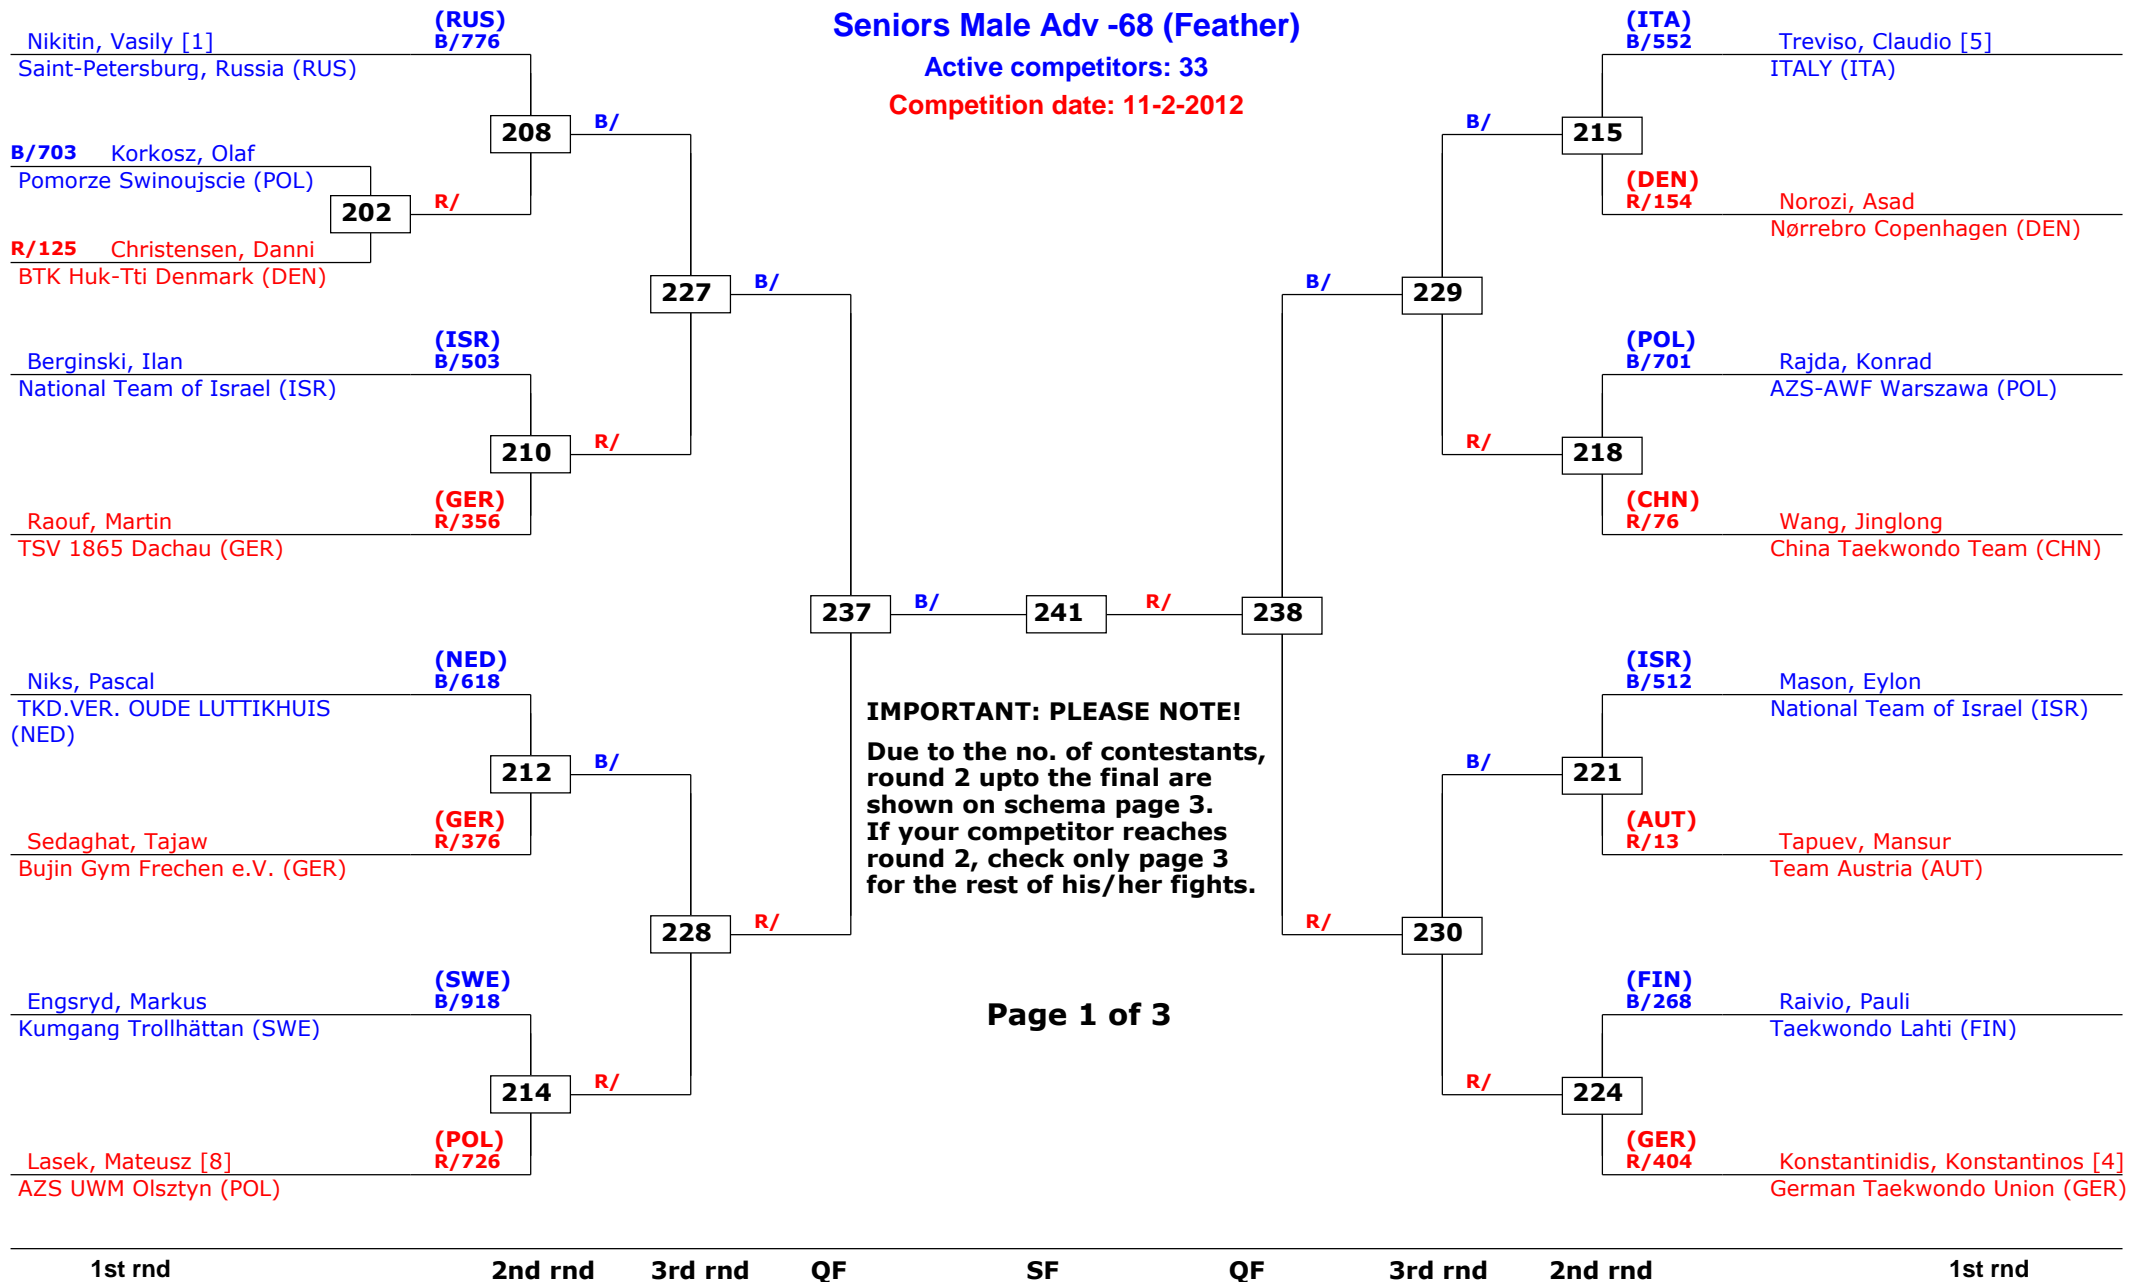 Seniors Male Adv -68 (Feather)
Active competitors: 33
Competition date: 11-2-2012
(RUS)
Nikitin, Vasily [1] B/776
Saint-Petersburg, Russia (RUS)
208
B/
B/703 Korkosz, Olaf
Pomorze Swinoujscie (POL)
202
R/
R/125 Christensen, Danni
BTK Huk-Tti Denmark (DEN)
227
B/
(ISR)
Berginski, Ilan B/503
National Team of Israel (ISR)
210
R/
(GER)
Raouf, Martin R/356
TSV 1865 Dachau (GER)
237
B/
241
R/
238
(NED)
Niks, Pascal B/618
TKD.VER. OUDE LUTTIKHUIS
(NED)
212
B/
(GER)
Sedaghat, Tajaw R/376
Bujin Gym Frechen e.V. (GER)
228
R/
(SWE)
Engsryd, Markus B/918
Kumgang Trollhättan (SWE)
214
R/
(POL)
Lasek, Mateusz [8] R/726
AZS UWM Olsztyn (POL)
IMPORTANT: PLEASE NOTE!
Due to the no. of contestants,
round 2 upto the final are
shown on schema page 3.
If your competitor reaches
round 2, check only page 3
for the rest of his/her fights.
Page 1 of 3
(ITA)
B/552 Treviso, Claudio [5]
ITALY (ITA)
B/
215
(DEN)
R/154 Norozi, Asad
Nørrebro Copenhagen (DEN)
B/
229
(POL)
B/701 Rajda, Konrad
AZS-AWF Warszawa (POL)
R/
218
(CHN)
R/76 Wang, Jinglong
China Taekwondo Team (CHN)
(ISR)
B/512 Mason, Eylon
National Team of Israel (ISR)
B/
221
(AUT)
R/13 Tapuev, Mansur
Team Austria (AUT)
R/
230
(FIN)
B/268 Raivio, Pauli
Taekwondo Lahti (FIN)
R/
224
(GER)
R/404 Konstantinidis, Konstantinos [4]
German Taekwondo Union (GER)
1st rnd 2nd rnd 3rd rnd QF SF QF 3rd rnd 2nd rnd 1st rnd